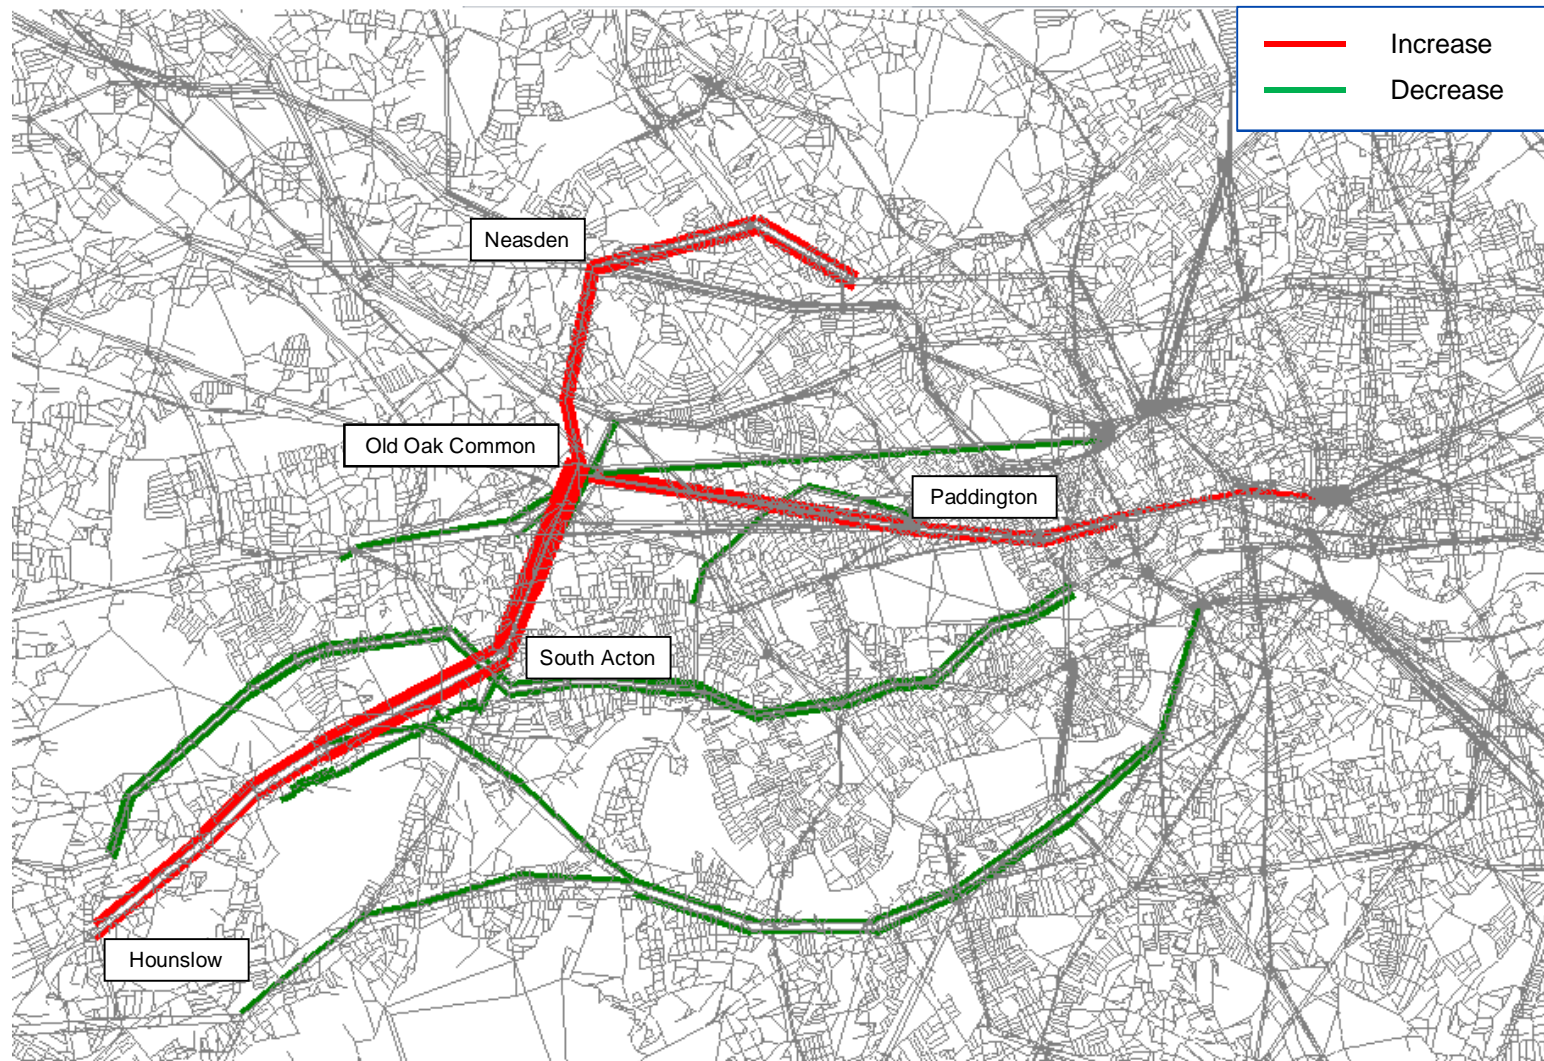 Increase
Decrease
Neasden
Old Oak Common
Paddington
South Acton
Hounslow